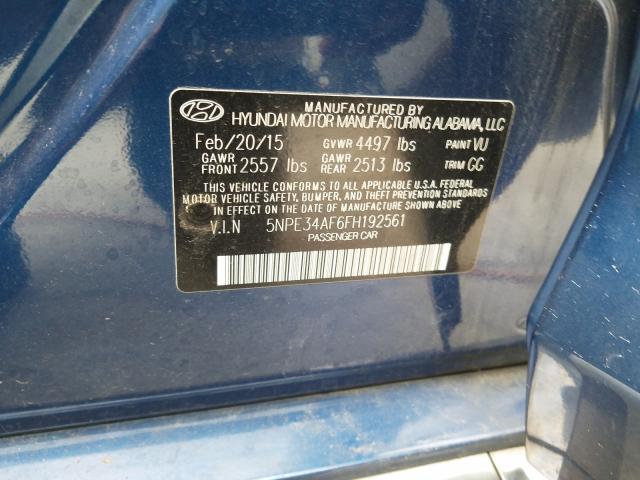 MANUFACTURED BY
HYUNDAI MOTOR MANUFACTURING ALABAMA, LLC
Feb/20/15 GVWR 4497 lbs PAINT VU
GAWR FRONT 2557 lbs GAWR REAR 2513 lbs TRIM GG
THIS VEHICLE CONFORMS TO ALL APPLICABLE U.S.A. FEDERAL
MOTOR VEHICLE SAFETY, BUMPER, AND THEFT PREVENTION STANDARDS
IN EFFECT ON THE DATE OF MANUFACTURE SHOWN ABOVE
V.I.N 5NPE34AF6FH192561
PASSENGER CAR